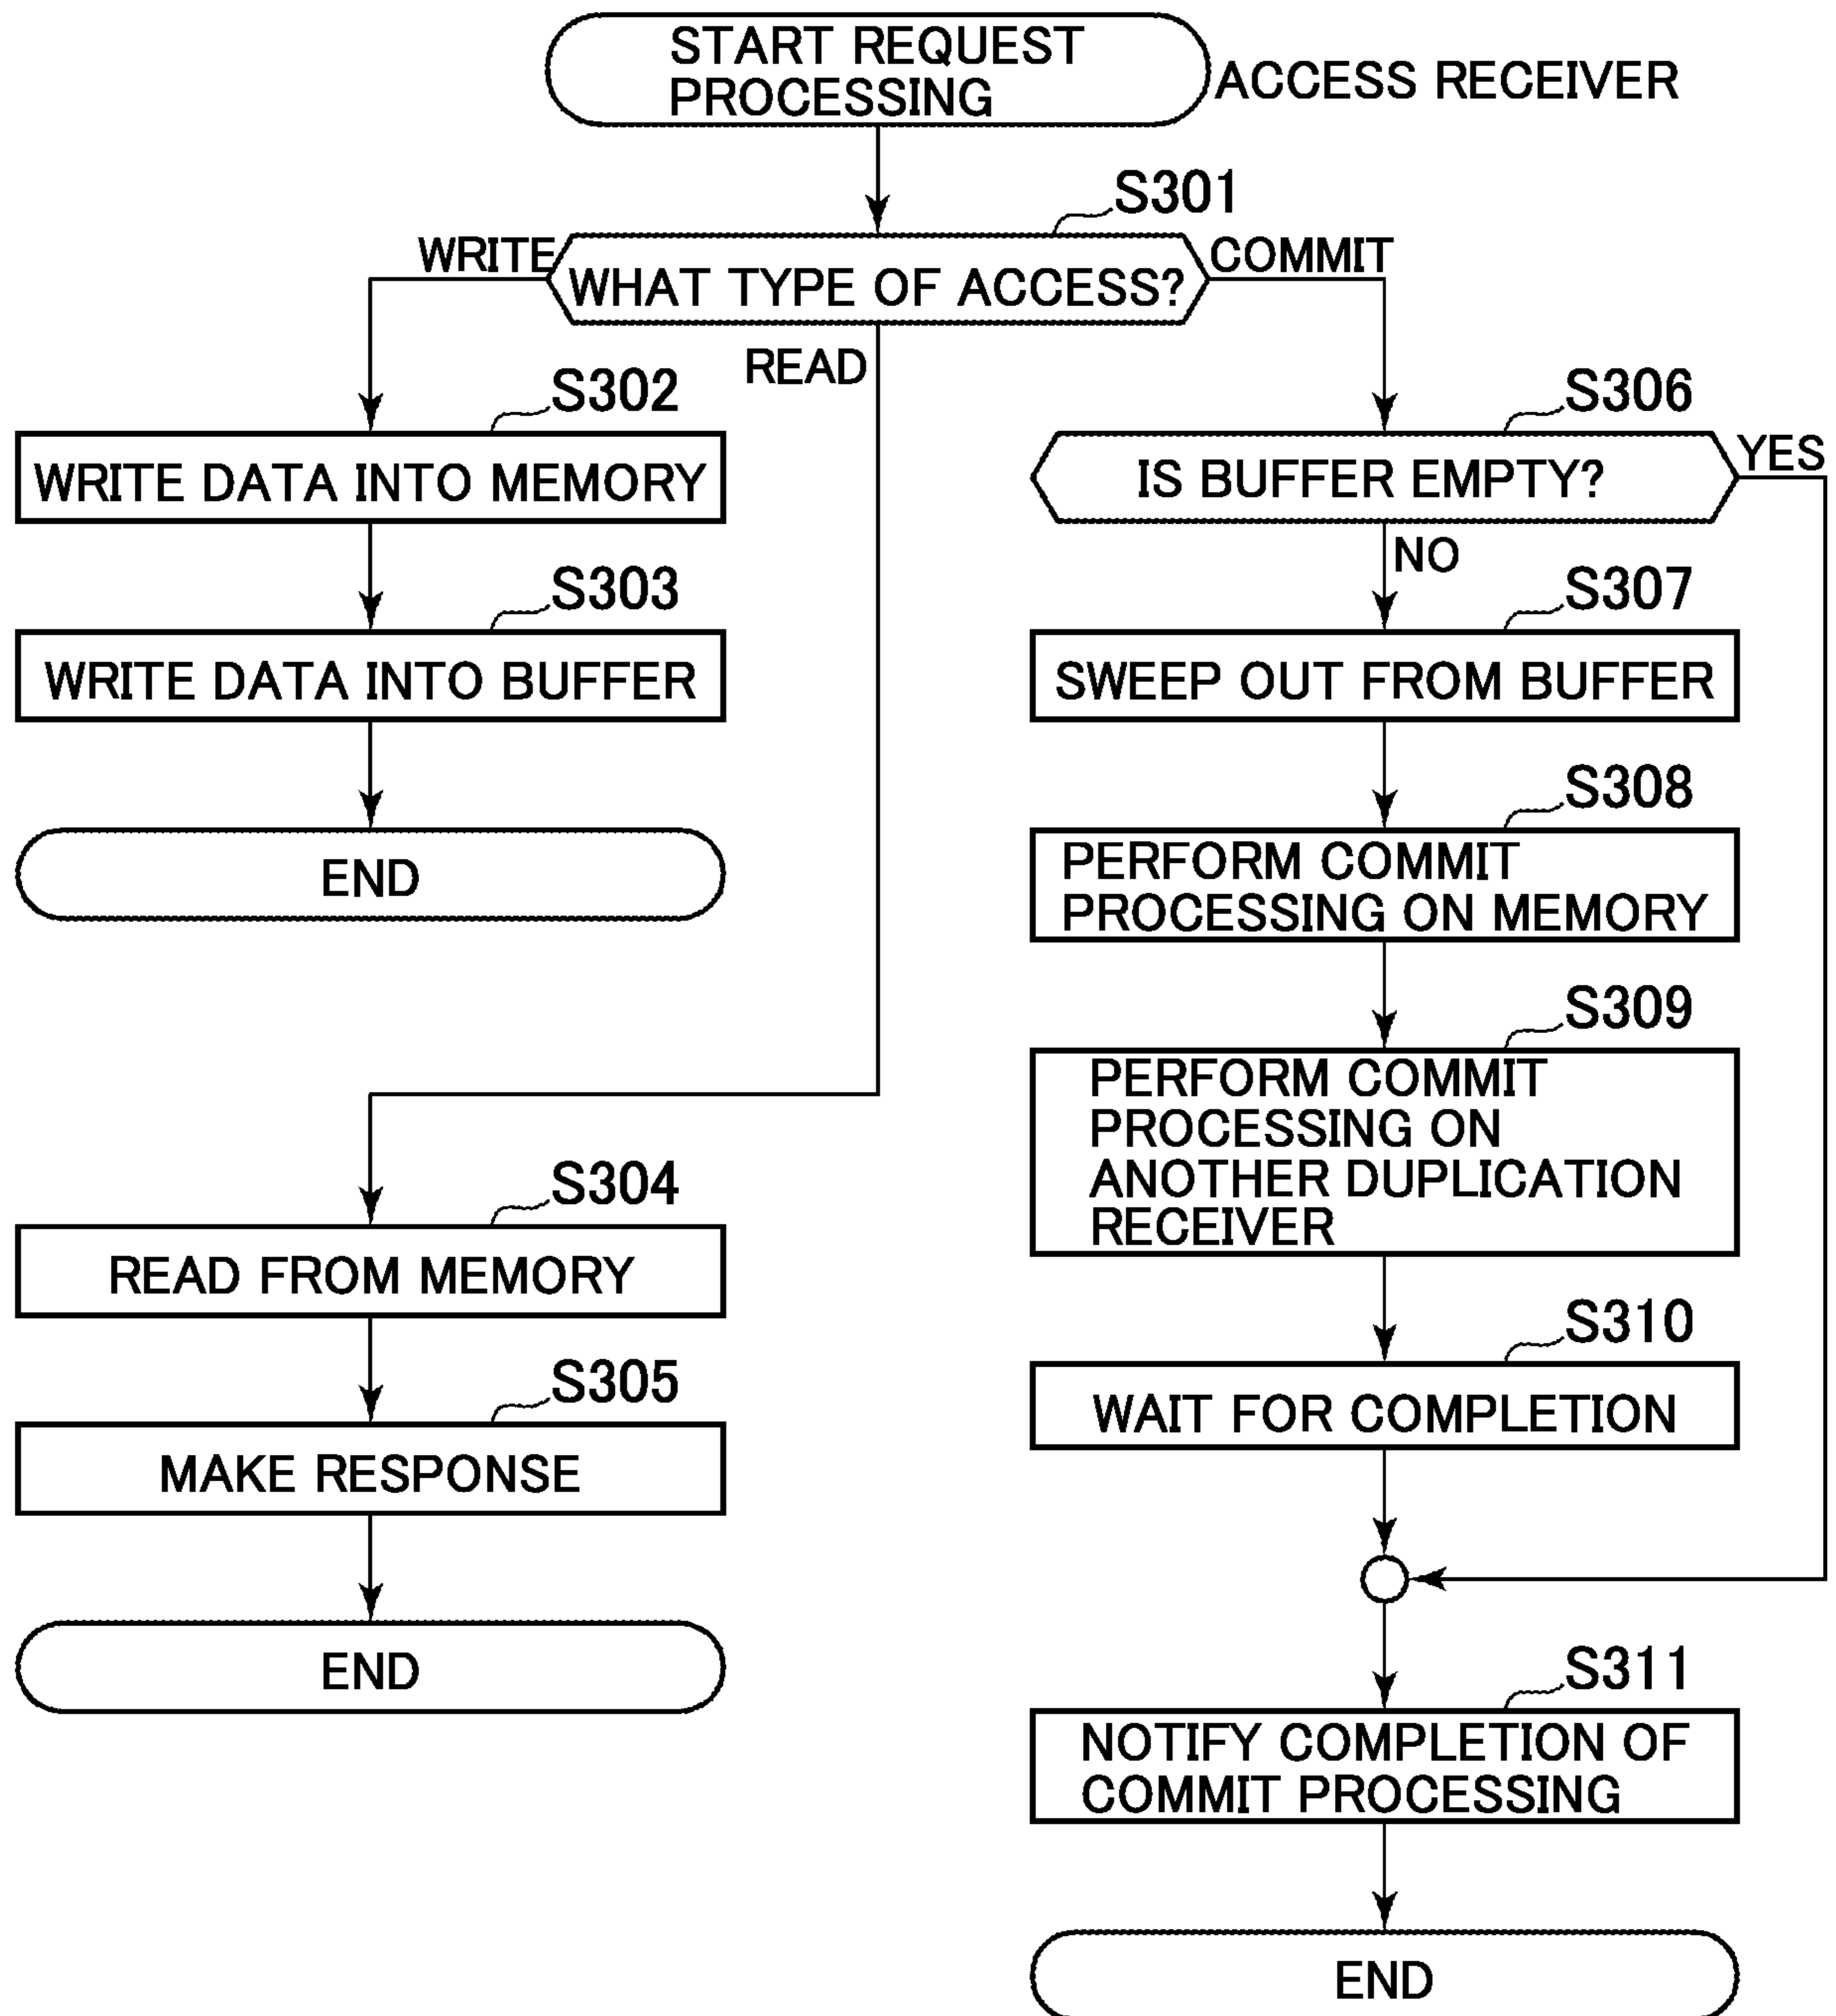 START REQUEST
PROCESSING
ACCESS RECEIVER
S301
WRITE
WHAT TYPE OF ACCESS?
COMMIT
READ
S302
WRITE DATA INTO MEMORY
S303
WRITE DATA INTO BUFFER
END
S304
READ FROM MEMORY
S305
MAKE RESPONSE
END
S306
IS BUFFER EMPTY?
YES
NO
S307
SWEEP OUT FROM BUFFER
S308
PERFORM COMMIT
PROCESSING ON MEMORY
S309
PERFORM COMMIT
PROCESSING ON
ANOTHER DUPLICATION
RECEIVER
S310
WAIT FOR COMPLETION
S311
NOTIFY COMPLETION OF
COMMIT PROCESSING
END